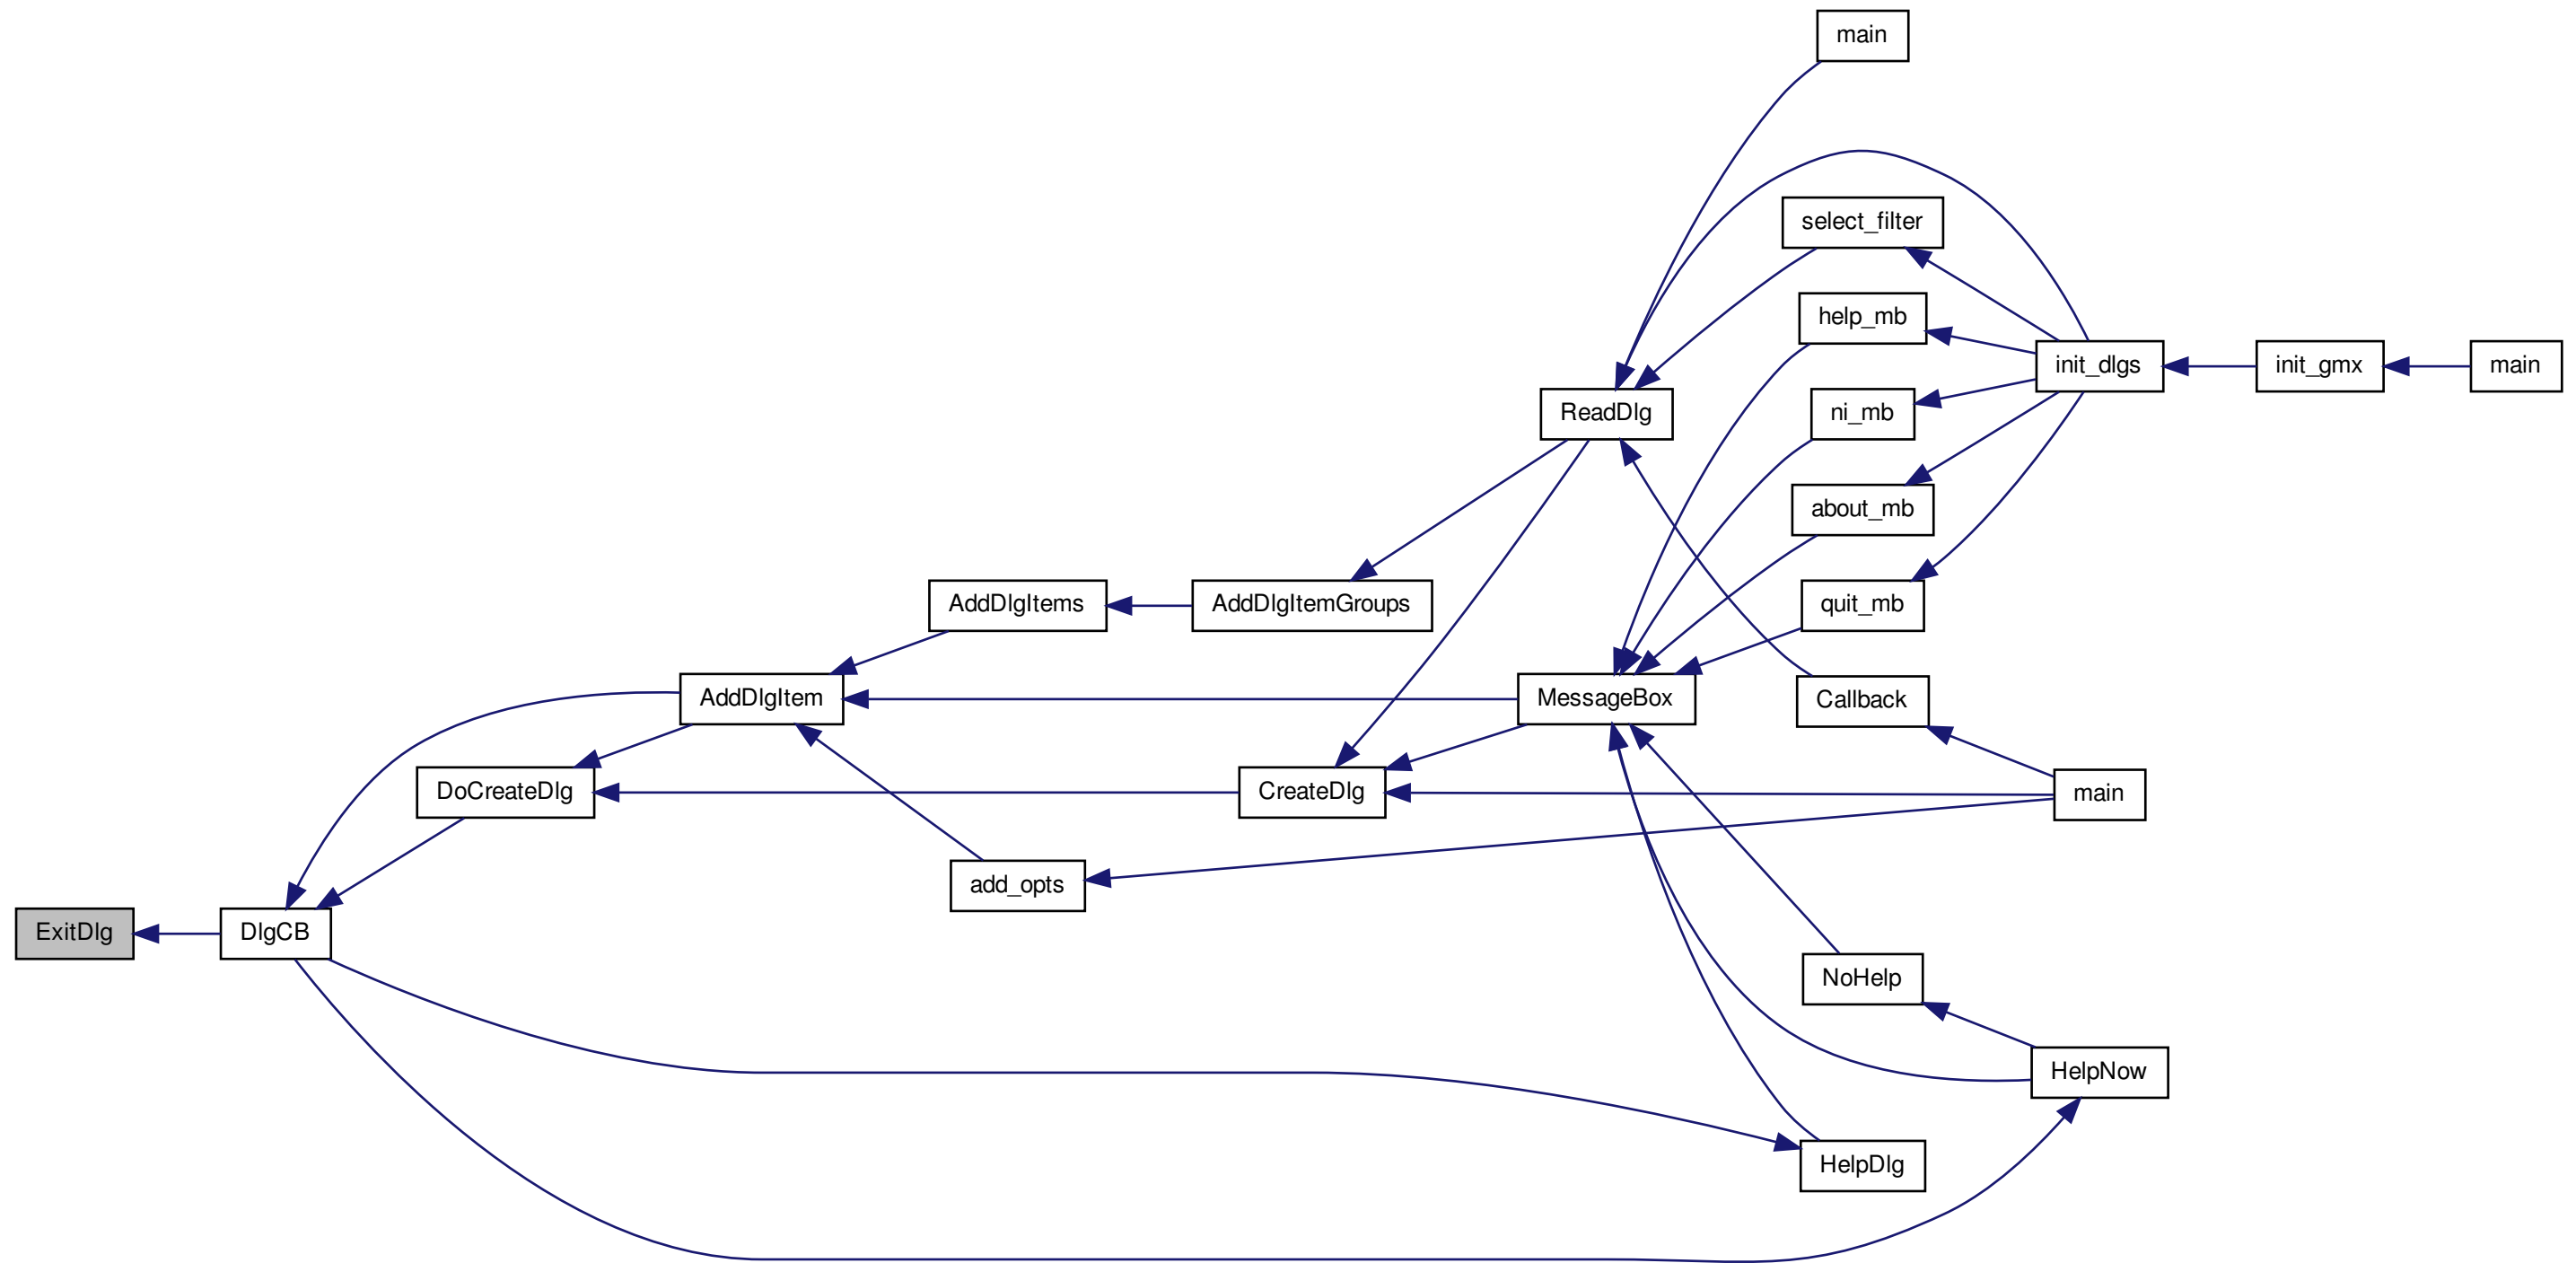 main
select_filter
help_mb
init_dlgs
init_gmx
main
ReadDlg
ni_mb
about_mb
AddDlgItems
AddDlgItemGroups
quit_mb
AddDlgItem
MessageBox
Callback
DoCreateDlg
CreateDlg
main
add_opts
ExitDlg
DlgCB
NoHelp
HelpNow
HelpDlg